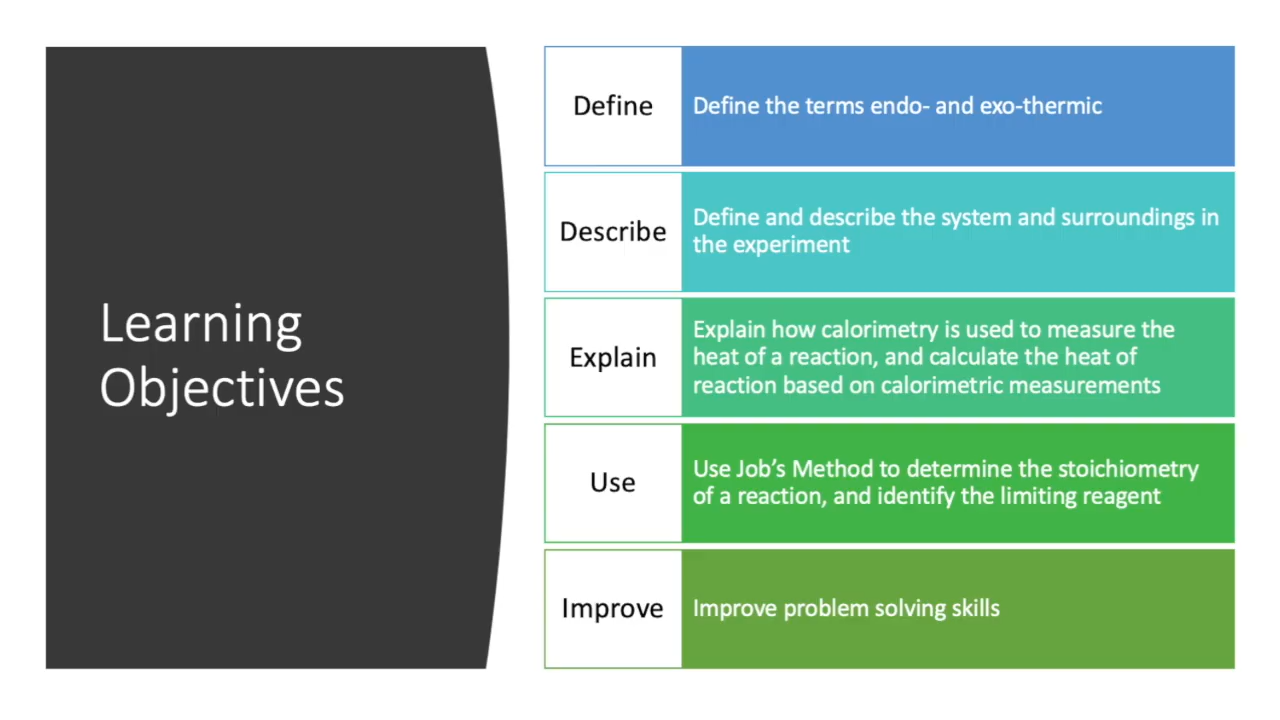 Learning
Objectives
Define
Define the terms endo- and exo-thermic
Describe
Define and describe the system and surroundings in
the experiment
Explain
Explain how calorimetry is used to measure the
heat of a reaction, and calculate the heat of
reaction based on calorimetric measurements
Use
Use Job’s Method to determine the stoichiometry
of a reaction, and identify the limiting reagent
Improve
Improve problem solving skills